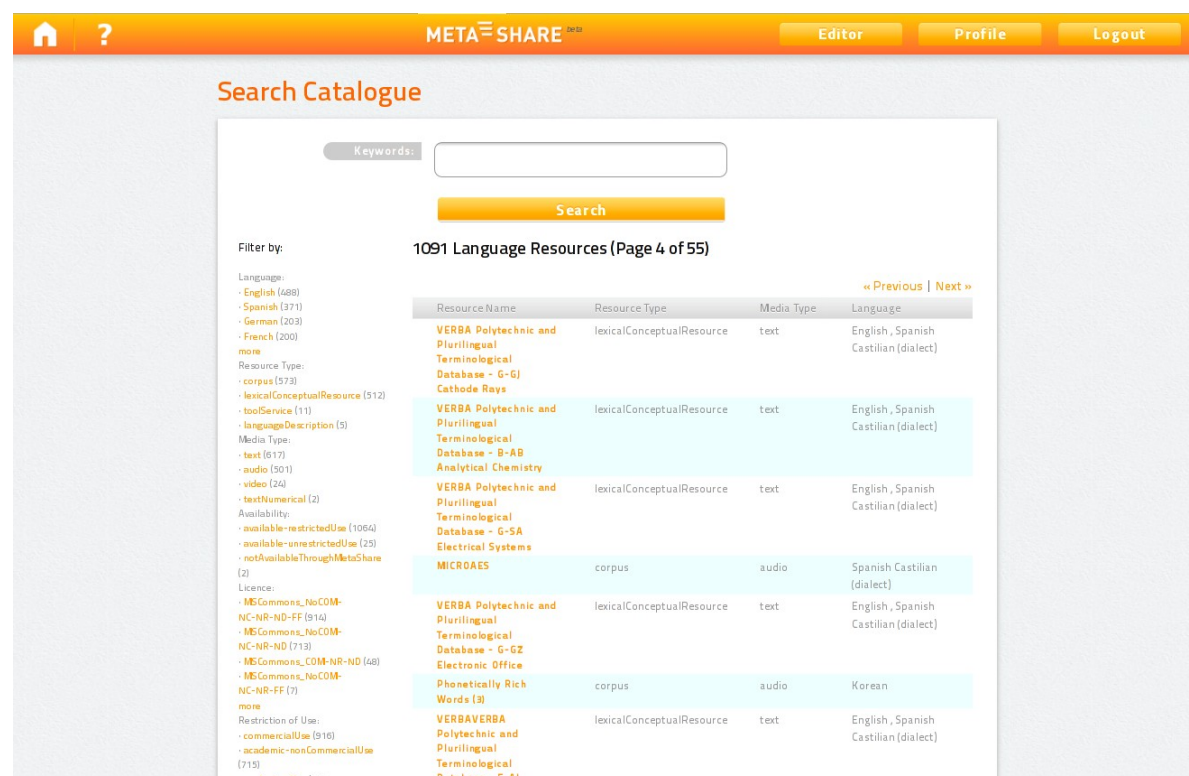 ?
META SHARE beta
Editor
Profile
Logout
Search Catalogue
Keywords:
Search
Filter by:
Language:
· English (488)
· Spanish (371)
· German (203)
· French (200)
more
Resource Type:
· corpus (573)
· lexicalConceptualResource (512)
· toolService (11)
· languageDescription (5)
Media Type:
· text (617)
· audio (501)
· video (24)
· textNumerical (2)
Availability:
· available-restrictedUse (1064)
· available-unrestrictedUse (25)
· notAvailableThroughMetaShare
(2)
Licence:
· MSCommons_NoCOM-
NC-NR-ND-FF (914)
· MSCommons_NoCOM-
NC-NR-ND (713)
· MSCommons_COM-NR-ND (48)
· MSCommons_NoCOM-
NC-NR-FF (7)
more
Restriction of Use:
· commercialUse (916)
· academic-nonCommercialUse
(715)
1091 Language Resources (Page 4 of 55)
« Previous | Next »
Resource Name Resource Type Media Type Language
VERBA Polytechnic and lexicalConceptualResource text English , Spanish
Plurilingual Castilian (dialect)
Terminological
Database - G-GJ
Cathode Rays
VERBA Polytechnic and lexicalConceptualResource text English , Spanish
Plurilingual Castilian (dialect)
Terminological
Database - B-AB
Analytical Chemistry
VERBA Polytechnic and lexicalConceptualResource text English , Spanish
Plurilingual Castilian (dialect)
Terminological
Database - G-SA
Electrical Systems
MICROAES corpus audio Spanish Castilian
(dialect)
VERBA Polytechnic and lexicalConceptualResource text English , Spanish
Plurilingual Castilian (dialect)
Terminological
Database - G-GZ
Electronic Office
Phonetically Rich corpus audio Korean
Words (3)
VERBAVERBA lexicalConceptualResource text English , Spanish
Polytechnic and Castilian (dialect)
Plurilingual
Terminological